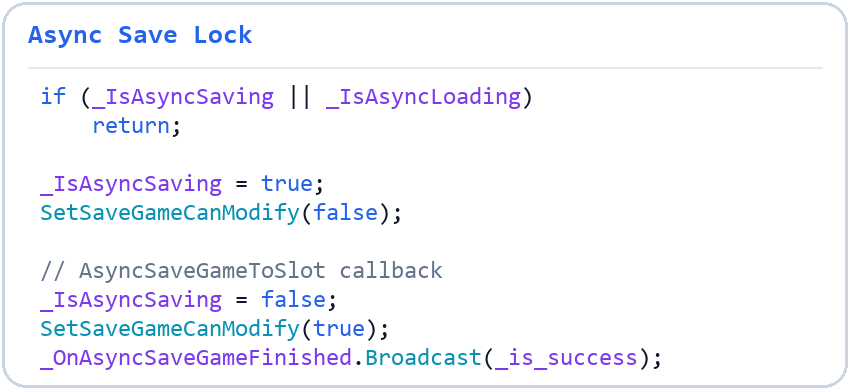 Async Save Lock
if (_IsAsyncSaving || _IsAsyncLoading)
    return;
_IsAsyncSaving = true;
SetSaveGameCanModify(false);
// AsyncSaveGameToSlot callback
_IsAsyncSaving = false;
SetSaveGameCanModify(true);
_OnAsyncSaveGameFinished.Broadcast(_is_success);